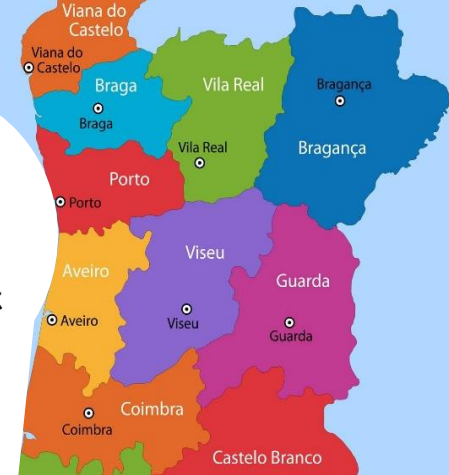 Viana do
Castelo
Viana do
Castelo
Braga
Braga
Vila Real
Vila Real
Bragança
Bragança
Porto
Porto
Viseu
Viseu
Aveiro
Aveiro
Guarda
Guarda
Coimbra
Coimbra
Castelo Branco